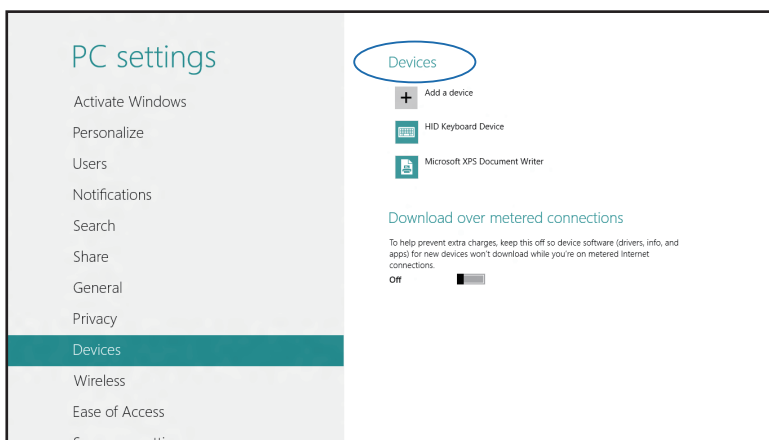 PC settings
Activate Windows
Personalize
Users
Notifications
Search
Share
General
Privacy
Devices
Wireless
Ease of Access
Devices
Add a device
HID Keyboard Device
Microsoft XPS Document Writer
Download over metered connections
To help prevent extra charges, keep this off so device software (drivers, info, and
apps) for new devices won't download while you're on metered Internet
connections.
Off